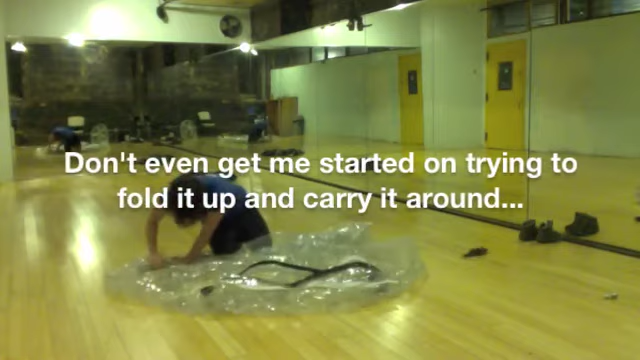 Don't even get me started on trying to
fold it up and carry it around...